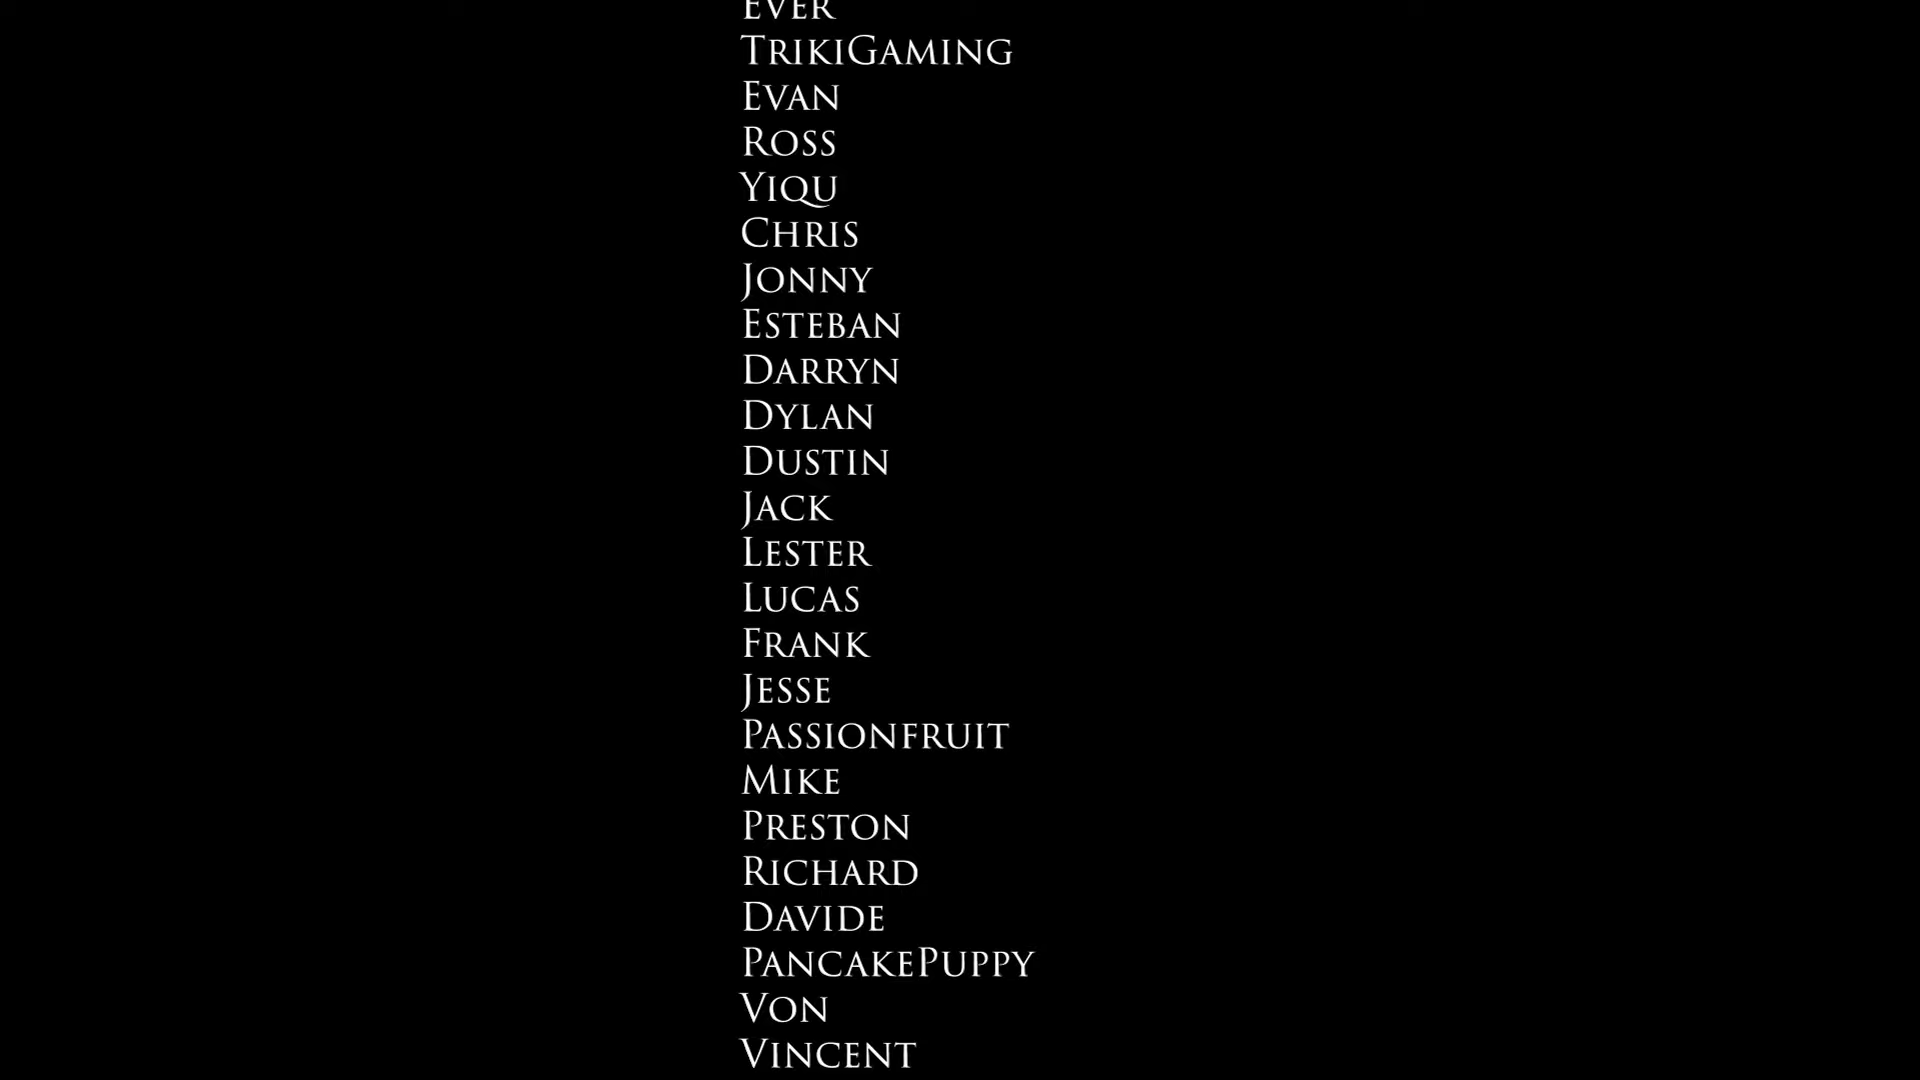 Ever
TrikiGaming
Evan
Ross
Yiqu
Chris
Jonny
Esteban
Darryn
Dylan
Dustin
Jack
Lester
Lucas
Frank
Jesse
Passionfruit
Mike
Preston
Richard
Davide
PancakePuppy
Von
Vincent